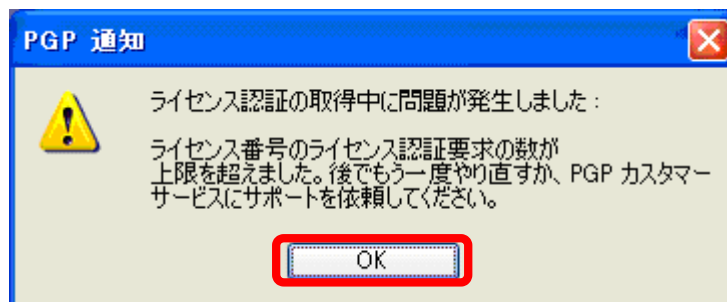 PGP 通知
ライセンス認証の取得中に問題が発生しました:
ライセンス番号のライセンス認証要求の数が
上限を超えました。後でもう一度やり直すか、PGP カスタマー
サービスにサポートを依頼してください。
OK